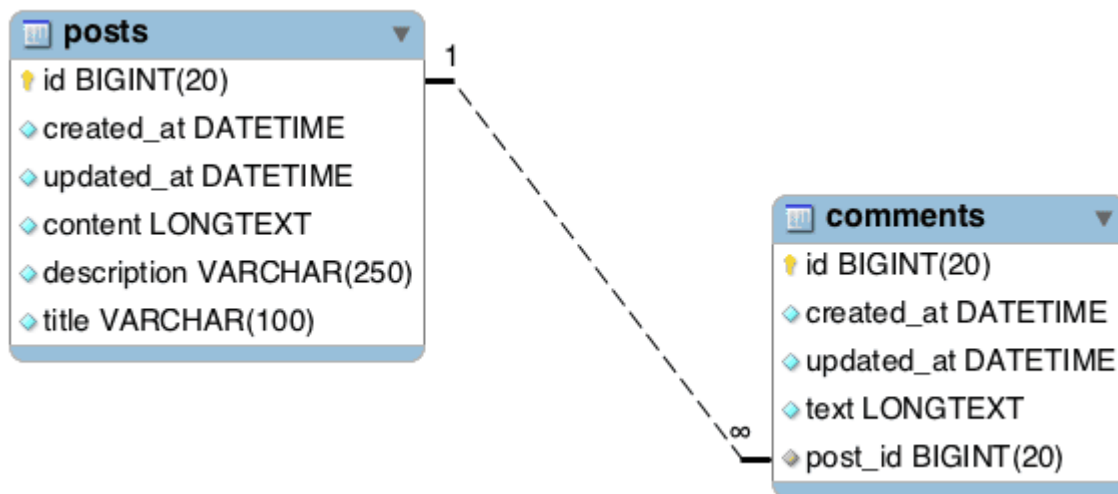 posts
id BIGINT(20)
created_at DATETIME
updated_at DATETIME
content LONGTEXT
description VARCHAR(250)
title VARCHAR(100)
1
∞
comments
id BIGINT(20)
created_at DATETIME
updated_at DATETIME
text LONGTEXT
post_id BIGINT(20)